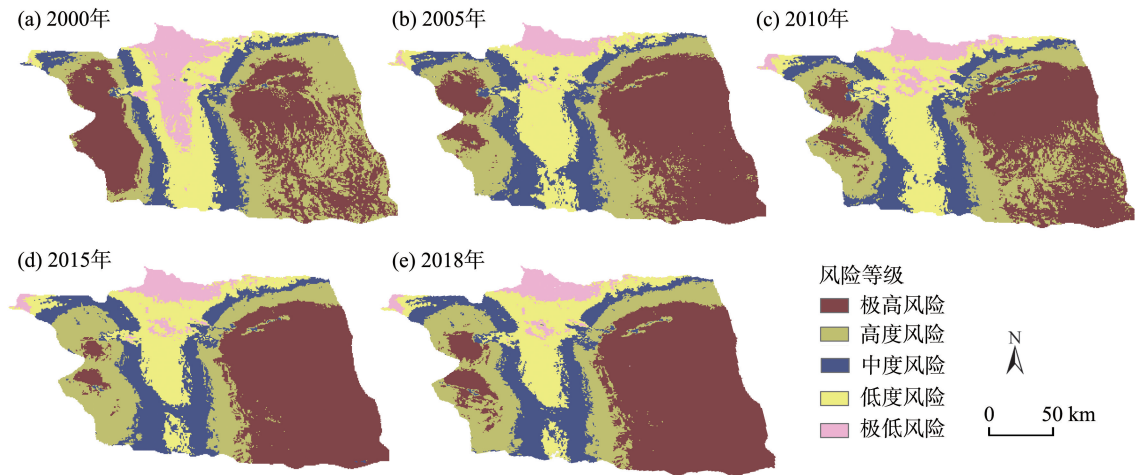 (a) 2000年
(b) 2005年
(c) 2010年
(d) 2015年
(e) 2018年
风险等级
极高风险
高度风险
中度风险
低度风险
极低风险
N
0 50 km